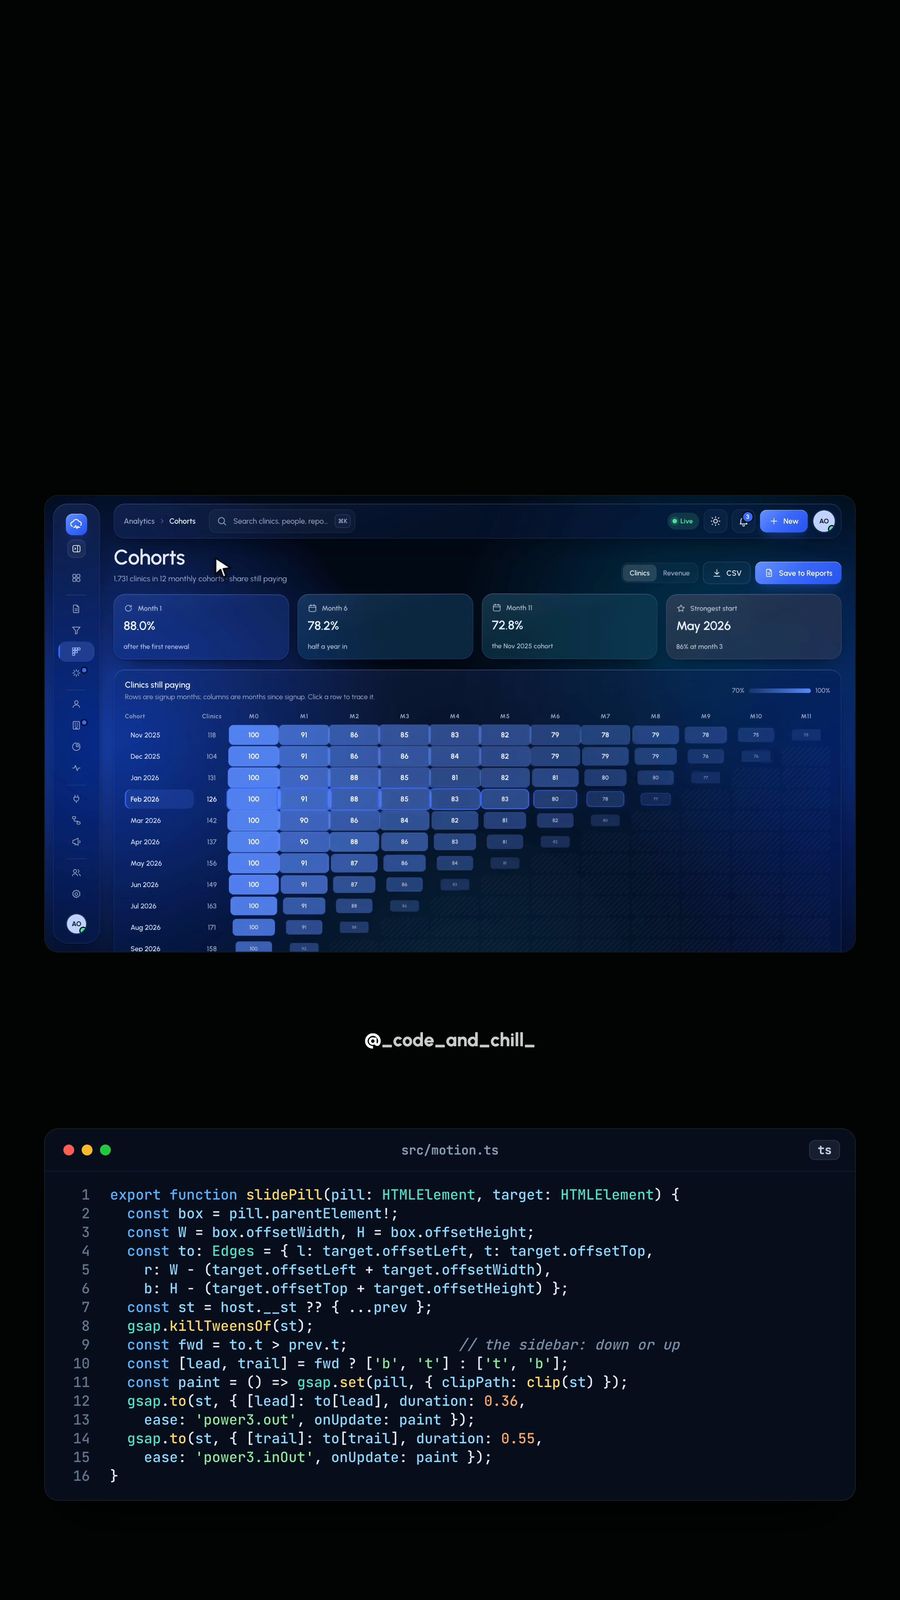 Analytics > Cohorts
Search clinics, people, repo... ⌘K
Live
3
+ New
AO
Cohorts
1,731 clinics in 12 monthly cohorts share still paying
Clinics Revenue
CSV
Save to Reports
Month 1
88.0%
after the first renewal
Month 6
78.2%
half a year in
Month 11
72.8%
the Nov 2025 cohort
Strongest start
May 2026
86% at month 3
Clinics still paying
Rows are signup months; columns are months since signup. Click a row to trace it.
70% 100%
Cohort Clinics M0 M1 M2 M3 M4 M5 M6 M7 M8 M9 M10 M11
Nov 2025 118 100 91 86 85 83 82 79 78 79 78 75
Dec 2025 104 100 91 86 86 84 82 79 79 79 76
Jan 2026 131 100 90 88 85 81 82 81 80 80
Feb 2026 126 100 91 88 85 83 83 80 78
Mar 2026 142 100 90 86 84 82 81 82
Apr 2026 137 100 90 88 86 83 81
May 2026 156 100 91 87 86 84
Jun 2026 149 100 91 87 86
Jul 2026 163 100 91 88
Aug 2026 171 100 91
Sep 2026 158 100
AO
@_code_and_chill_
src/motion.ts
ts
1 export function slidePill(pill: HTMLElement, target: HTMLElement) {
2 const box = pill.parentElement!;
3 const W = box.offsetWidth, H = box.offsetHeight;
4 const to: Edges = { l: target.offsetLeft, t: target.offsetTop,
5 r: W - (target.offsetLeft + target.offsetWidth),
6 b: H - (target.offsetTop + target.offsetHeight) };
7 const st = host.__st ?? { ...prev };
8 gsap.killTweensOf(st);
9 const fwd = to.t > prev.t; // the sidebar: down or up
10 const [lead, trail] = fwd ? ['b', 't'] : ['t', 'b'];
11 const paint = () => gsap.set(pill, { clipPath: clip(st) });
12 gsap.to(st, { [lead]: to[lead], duration: 0.36,
13 ease: 'power3.out', onUpdate: paint });
14 gsap.to(st, { [trail]: to[trail], duration: 0.55,
15 ease: 'power3.inOut', onUpdate: paint });
16 }